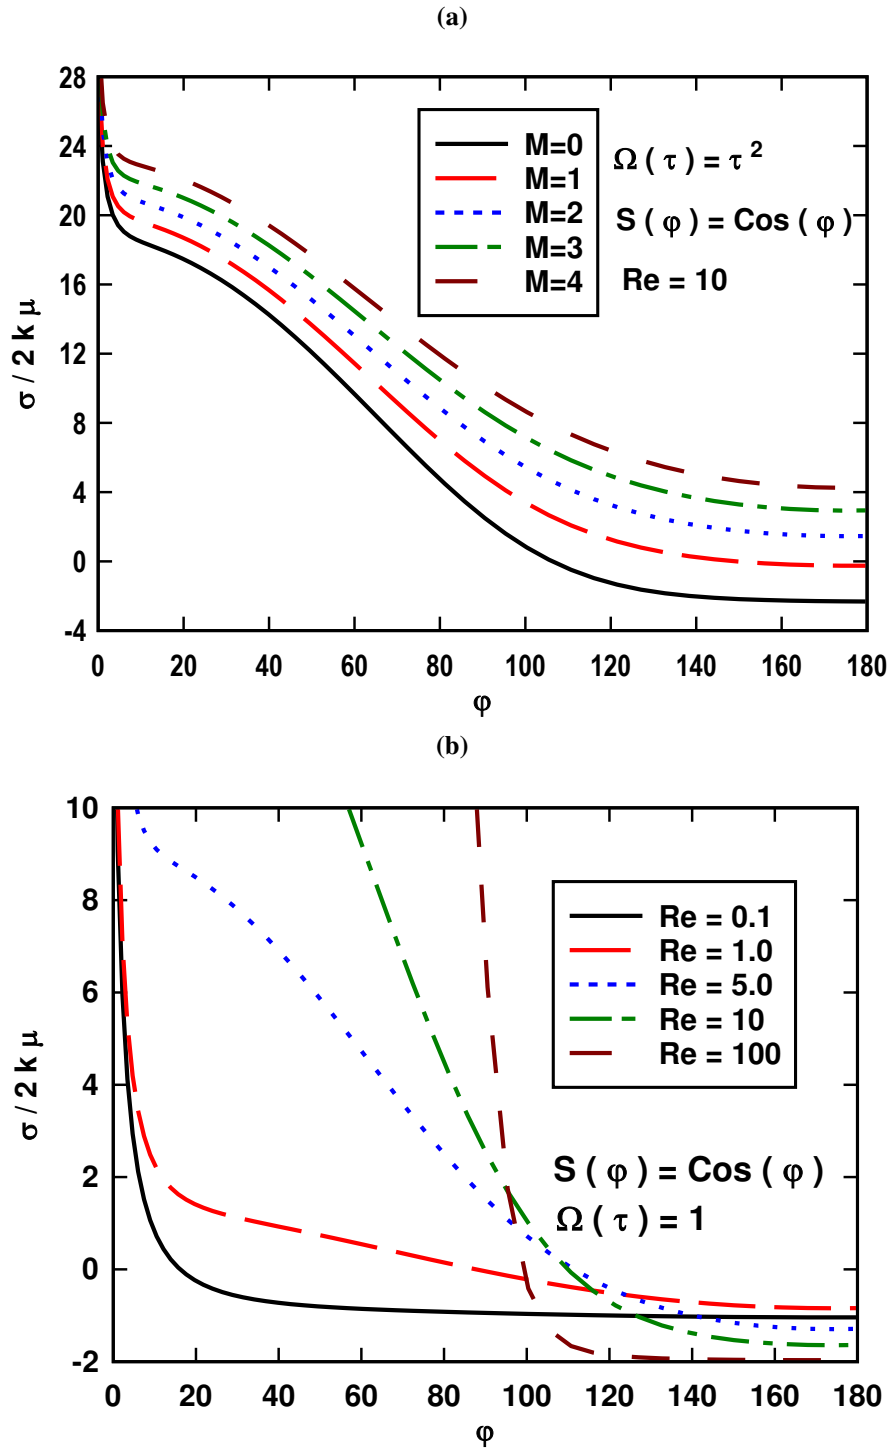 (a)
28
24
20
16
12
8
4
0
-4
σ / 2 k μ
M=0
M=1
M=2
M=3
M=4
Ω ( τ ) = τ ²
S ( φ ) = Cos ( φ )
Re = 10
0 20 40 60 80 100 120 140 160 180
φ
(b)
10
8
6
4
2
0
-2
σ / 2 k μ
Re = 0.1
Re = 1.0
Re = 5.0
Re = 10
Re = 100
S ( φ ) = Cos ( φ )
Ω ( τ ) = 1
0 20 40 60 80 100 120 140 160 180
φ